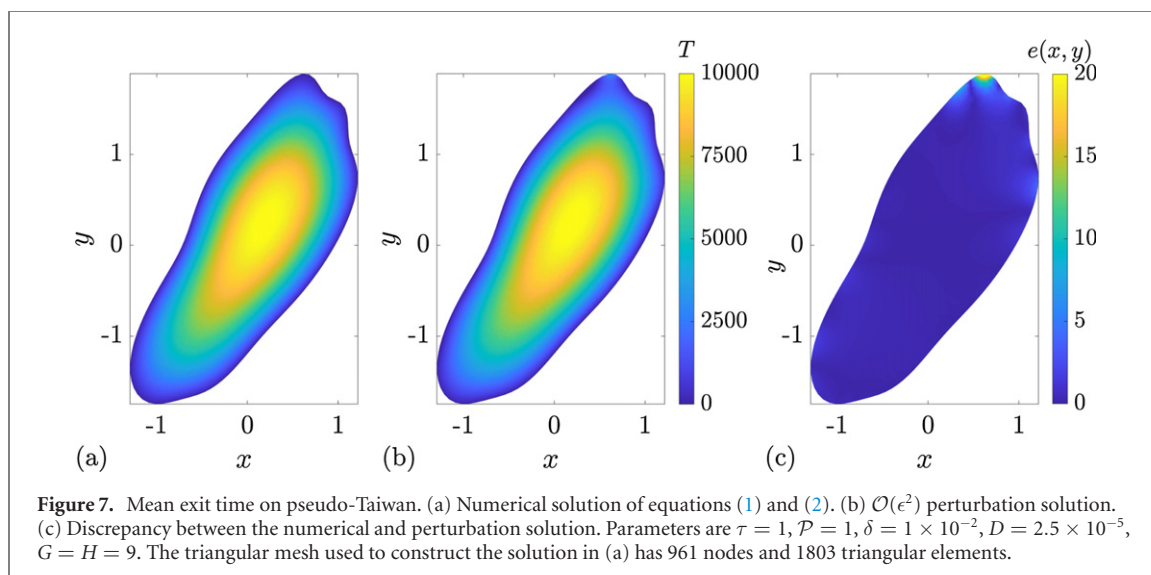 T
e(x, y)
10000
20
1
1
1
7500
15
y
0
y
0
5000
y
0
10
-1
-1
2500
-1
5
0
0
-1
0
1
-1
0
1
-1
0
1
(a)
x
(b)
x
(c)
x
Figure 7. Mean exit time on pseudo-Taiwan. (a) Numerical solution of equations (1) and (2). (b) 𝒪(ϵ²) perturbation solution.
(c) Discrepancy between the numerical and perturbation solution. Parameters are τ = 1, 𝒫 = 1, δ = 1 × 10⁻², D = 2.5 × 10⁻⁵,
G = H = 9. The triangular mesh used to construct the solution in (a) has 961 nodes and 1803 triangular elements.